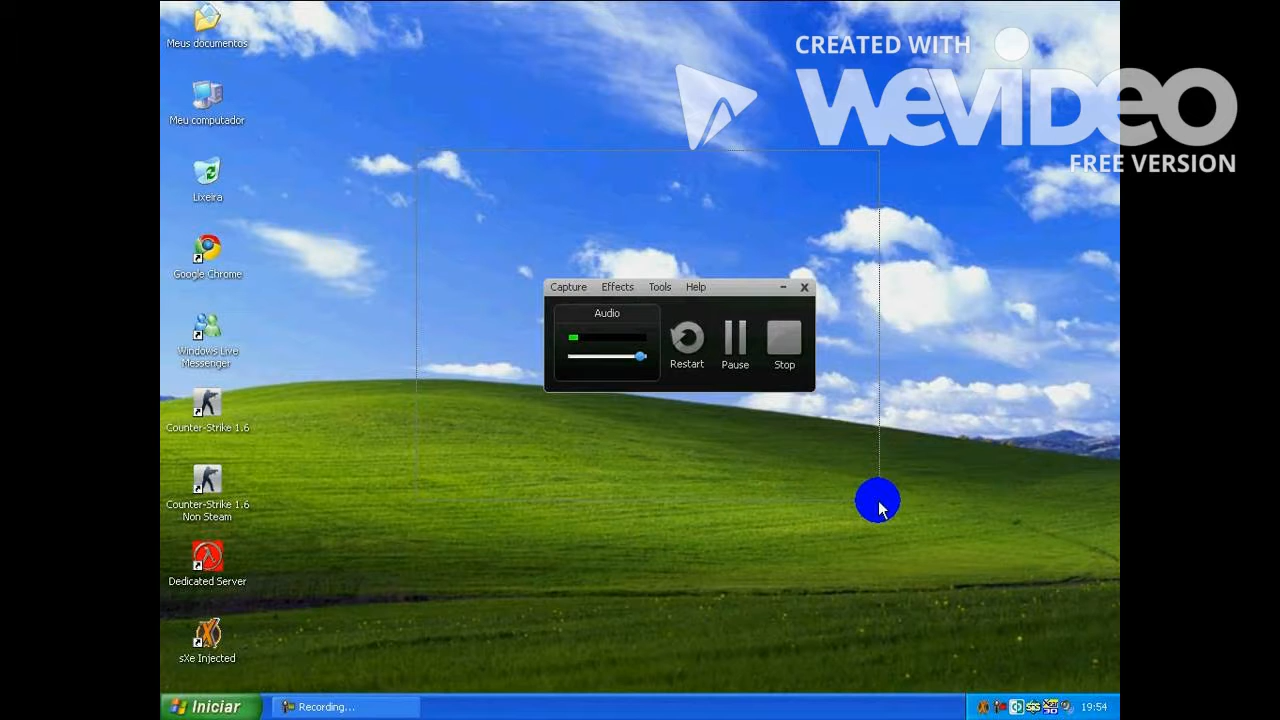 Meus documentos
Meu computador
Lixeira
Google Chrome
Windows Live
Messenger
Counter-Strike 1.6
Counter-Strike 1.6
Non Steam
Dedicated Server
sXe Injected
CREATED WITH
WEVIDEO
FREE VERSION
Capture Effects Tools Help
Audio
Restart Pause Stop
Iniciar
Recording...
19:54